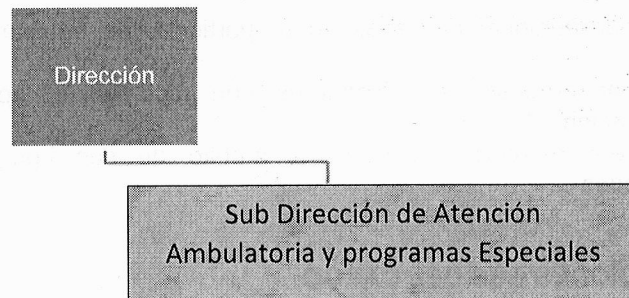 Dirección
Sub Dirección de Atención
Ambulatoria y programas Especiales